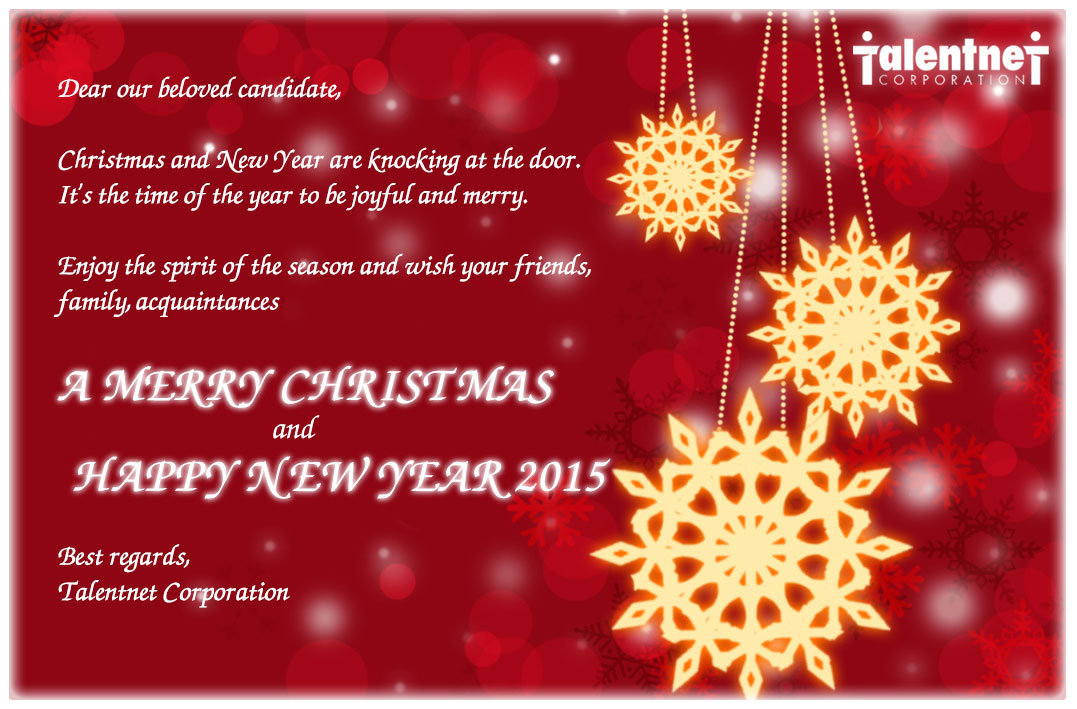 Talentnet
CORPORATION
Dear our beloved candidate,
Christmas and New Year are knocking at the door.
It's the time of the year to be joyful and merry.
Enjoy the spirit of the season and wish your friends,
family, acquaintances
A MERRY CHRISTMAS
and
HAPPY NEW YEAR 2015
Best regards,
Talentnet Corporation